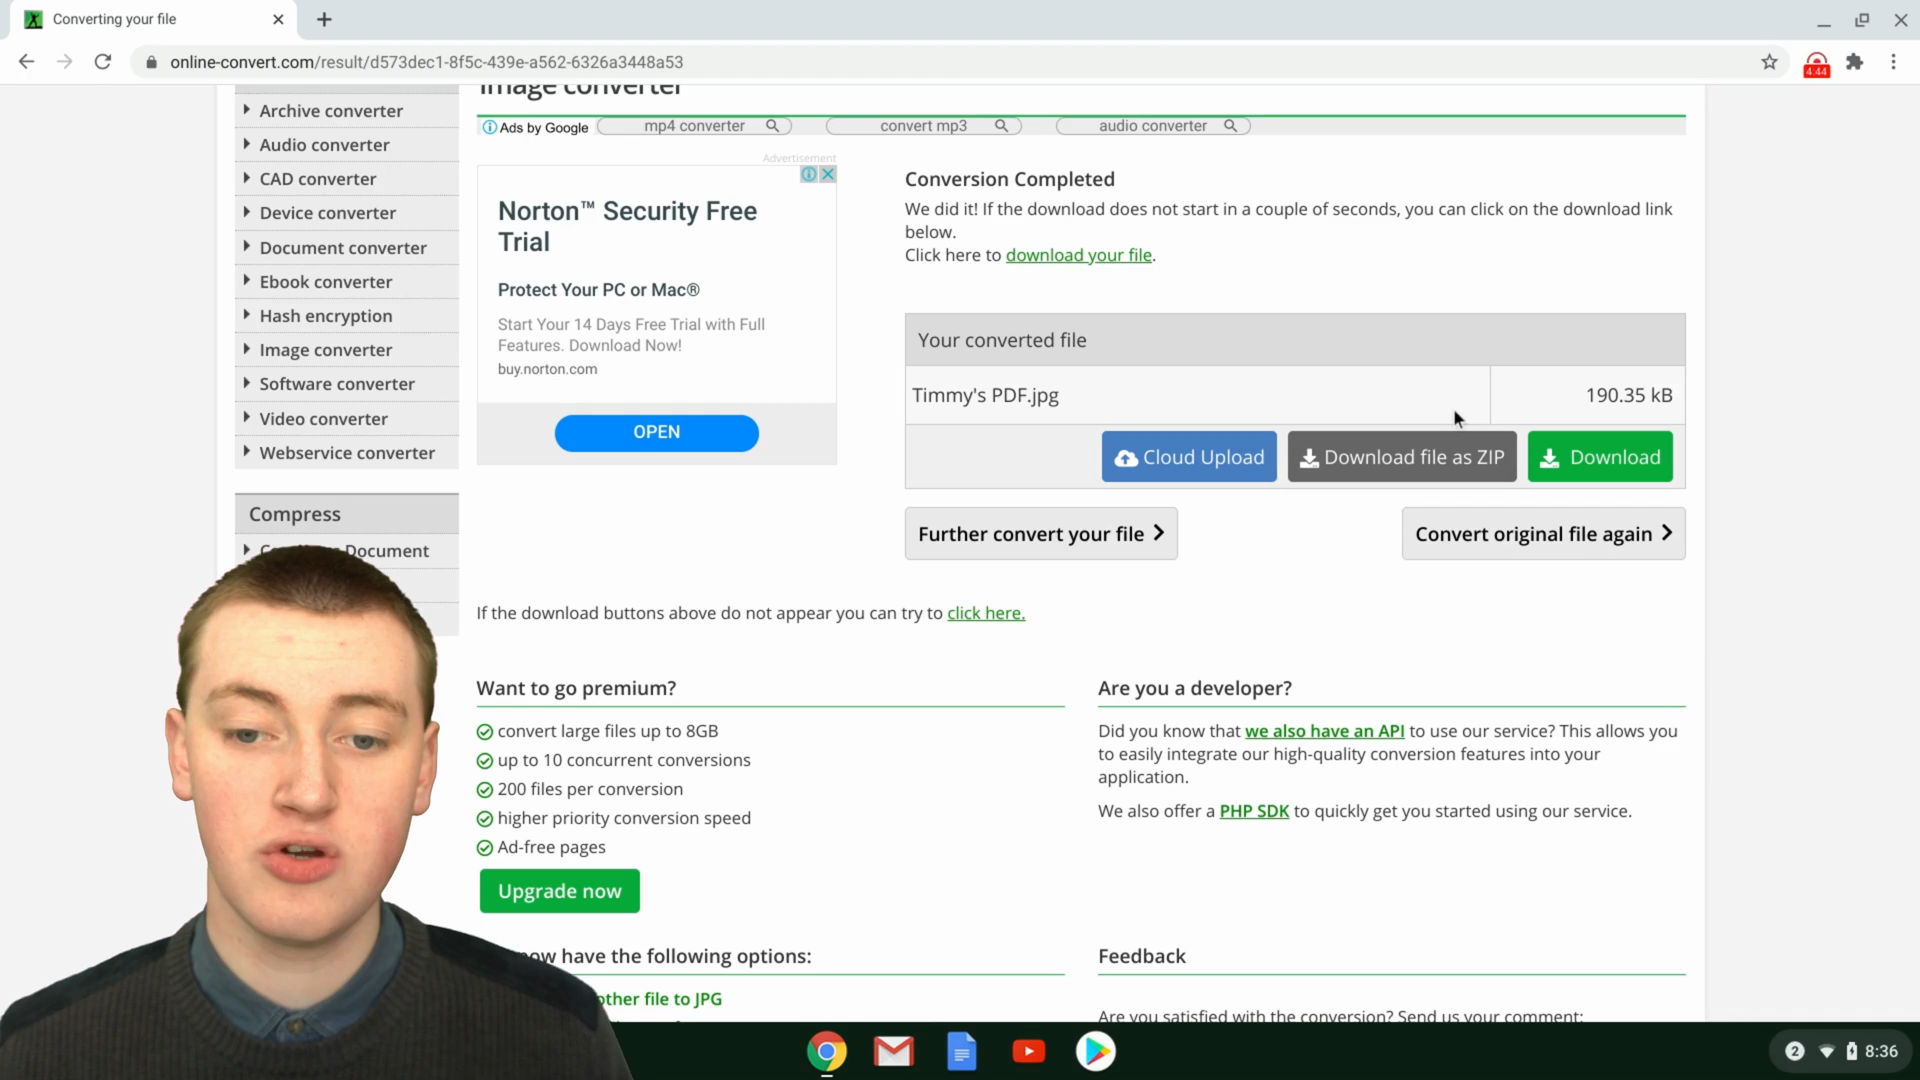 Converting your file
online-convert.com/result/d573dec1-8f5c-439e-a562-6326a3448a53
4:44
Image converter
Archive converter
Audio converter
CAD converter
Device converter
Document converter
Ebook converter
Hash encryption
Image converter
Software converter
Video converter
Webservice converter
Compress
Document
Ads by Google
mp4 converter
convert mp3
audio converter
Advertisement
Norton™ Security Free
Trial
Protect Your PC or Mac®
Start Your 14 Days Free Trial with Full
Features. Download Now!
buy.norton.com
OPEN
Conversion Completed
We did it! If the download does not start in a couple of seconds, you can click on the download link
below.
Click here to download your file.
Your converted file
Timmy's PDF.jpg 190.35 kB
Cloud Upload Download file as ZIP Download
Further convert your file Convert original file again
If the download buttons above do not appear you can try to click here.
Want to go premium?
convert large files up to 8GB
up to 10 concurrent conversions
200 files per conversion
higher priority conversion speed
Ad-free pages
Upgrade now
Are you a developer?
Did you know that we also have an API to use our service? This allows you
to easily integrate our high-quality conversion features into your
application.
We also offer a PHP SDK to quickly get you started using our service.
now have the following options:
other file to JPG
Feedback
Are you satisfied with the conversion? Send us your comment:
2 8:36